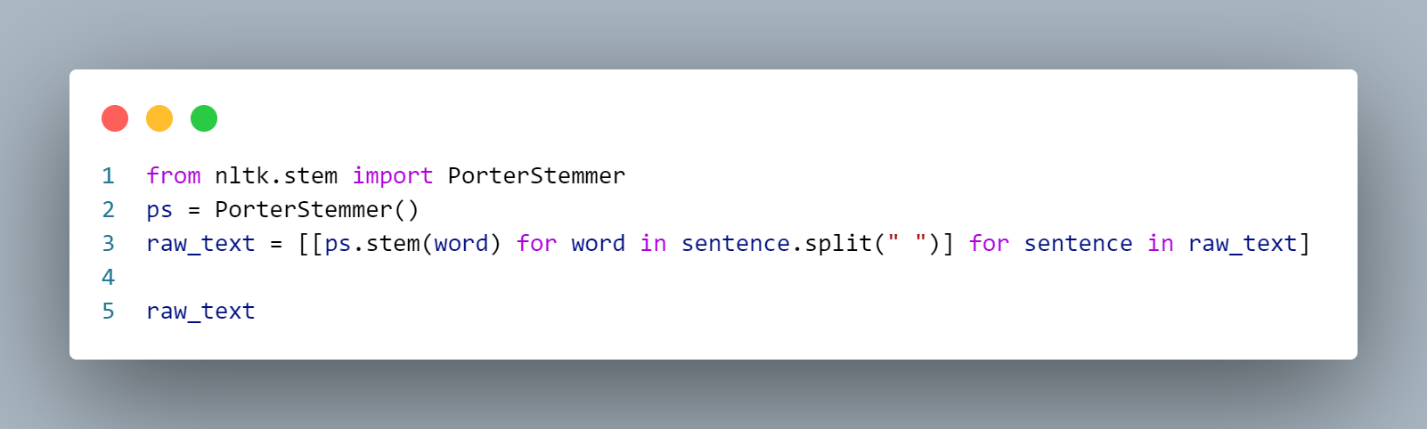 1 from nltk.stem import PorterStemmer
2 ps = PorterStemmer()
3 raw_text = [[ps.stem(word) for word in sentence.split(" ")] for sentence in raw_text]
4
5 raw_text